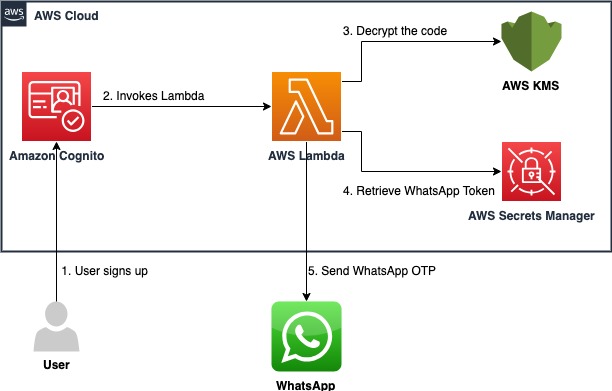 aws
AWS Cloud
3. Decrypt the code
2. Invokes Lambda
AWS KMS
Amazon Cognito
AWS Lambda
4. Retrieve WhatsApp Token
AWS Secrets Manager
1. User signs up
5. Send WhatsApp OTP
User
WhatsApp